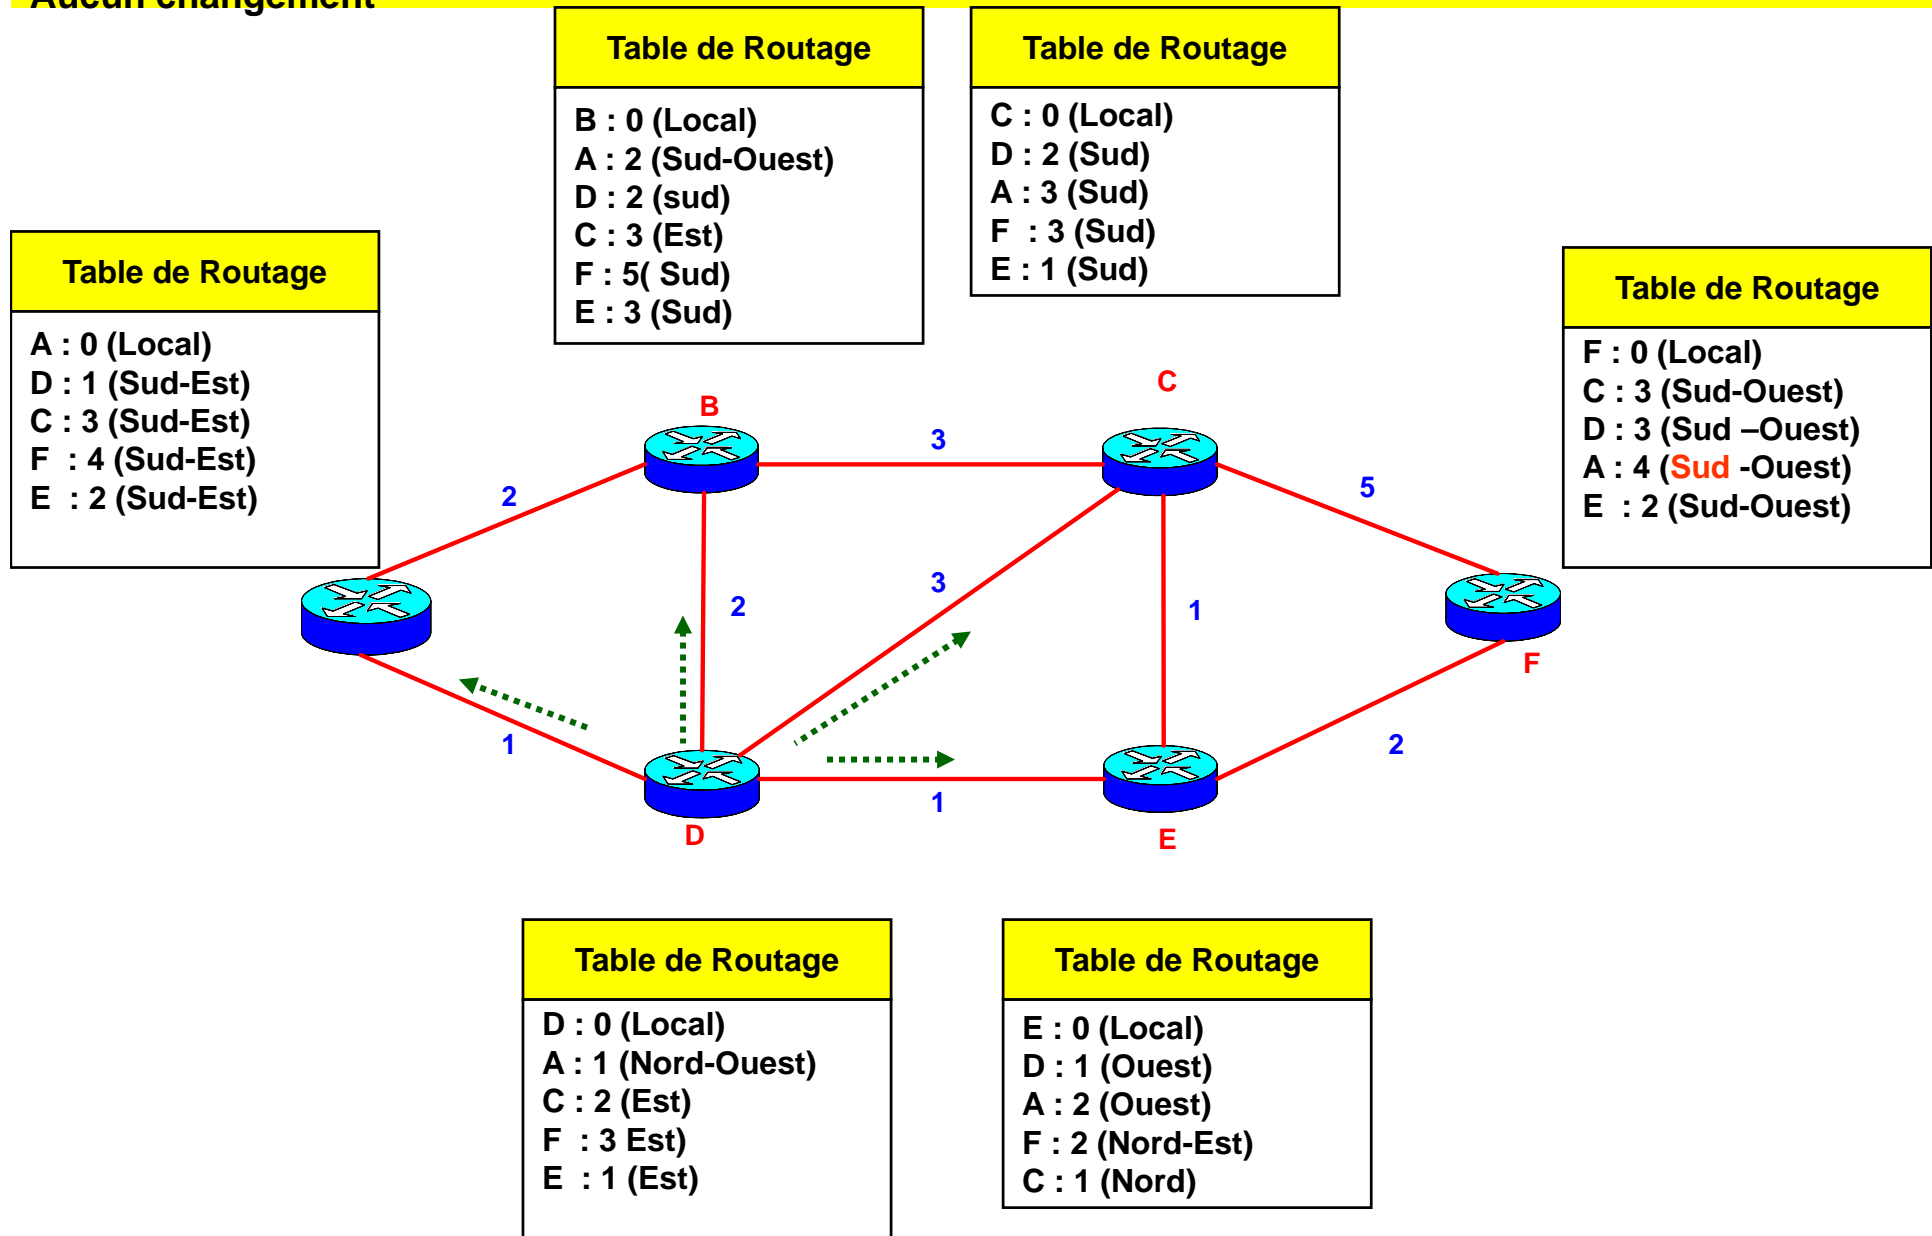 Aucun changement
Table de Routage
B : 0 (Local)
A : 2 (Sud-Ouest)
D : 2 (sud)
C : 3 (Est)
F : 5( Sud)
E : 3 (Sud)
Table de Routage
C : 0 (Local)
D : 2 (Sud)
A : 3 (Sud)
F : 3 (Sud)
E : 1 (Sud)
Table de Routage
A : 0 (Local)
D : 1 (Sud-Est)
C : 3 (Sud-Est)
F : 4 (Sud-Est)
E : 2 (Sud-Est)
Table de Routage
F : 0 (Local)
C : 3 (Sud-Ouest)
D : 3 (Sud –Ouest)
A : 4 (Sud -Ouest)
E : 2 (Sud-Ouest)
B
C
3
2
5
3
2
1
F
1
2
1
D
E
Table de Routage
D : 0 (Local)
A : 1 (Nord-Ouest)
C : 2 (Est)
F : 3 Est)
E : 1 (Est)
Table de Routage
E : 0 (Local)
D : 1 (Ouest)
A : 2 (Ouest)
F : 2 (Nord-Est)
C : 1 (Nord)